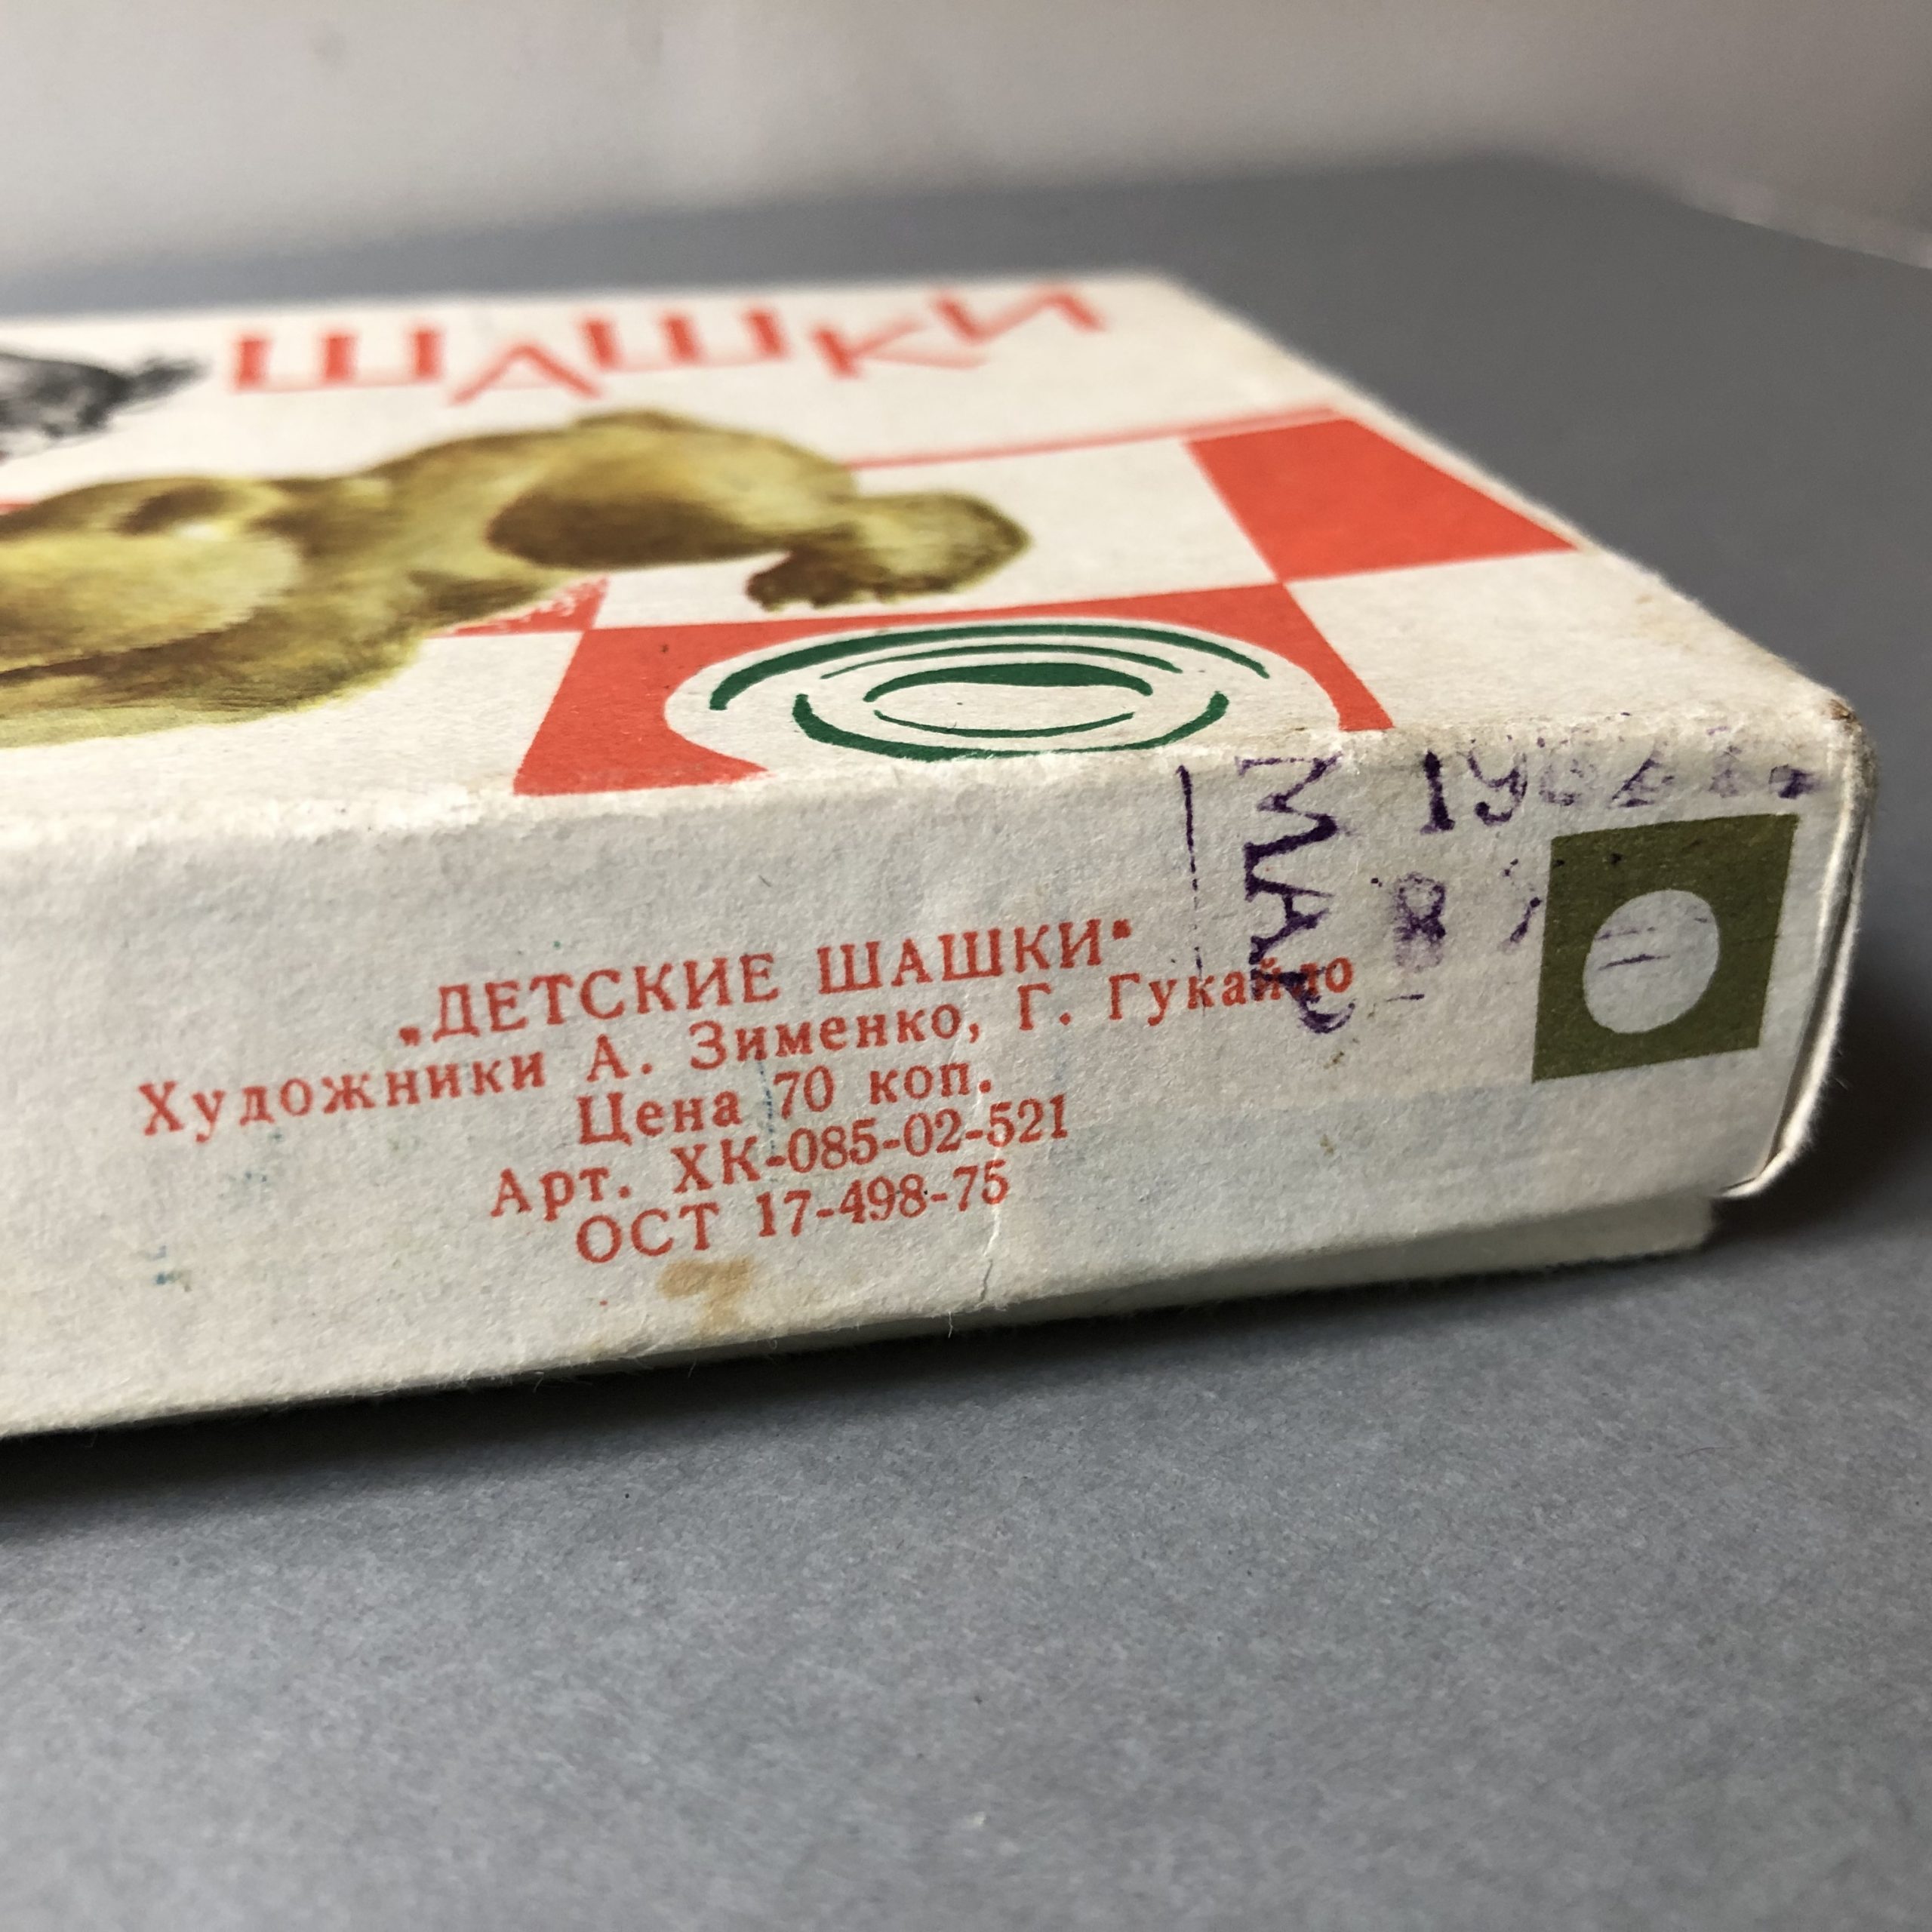 ШАШКИ
„ДЕТСКИЕ ШАШКИ“
Художники А. Зименко, Г. Гукайло
Цена 70 коп.
Арт. ХК-085-02-521
ОСТ 17-498-75